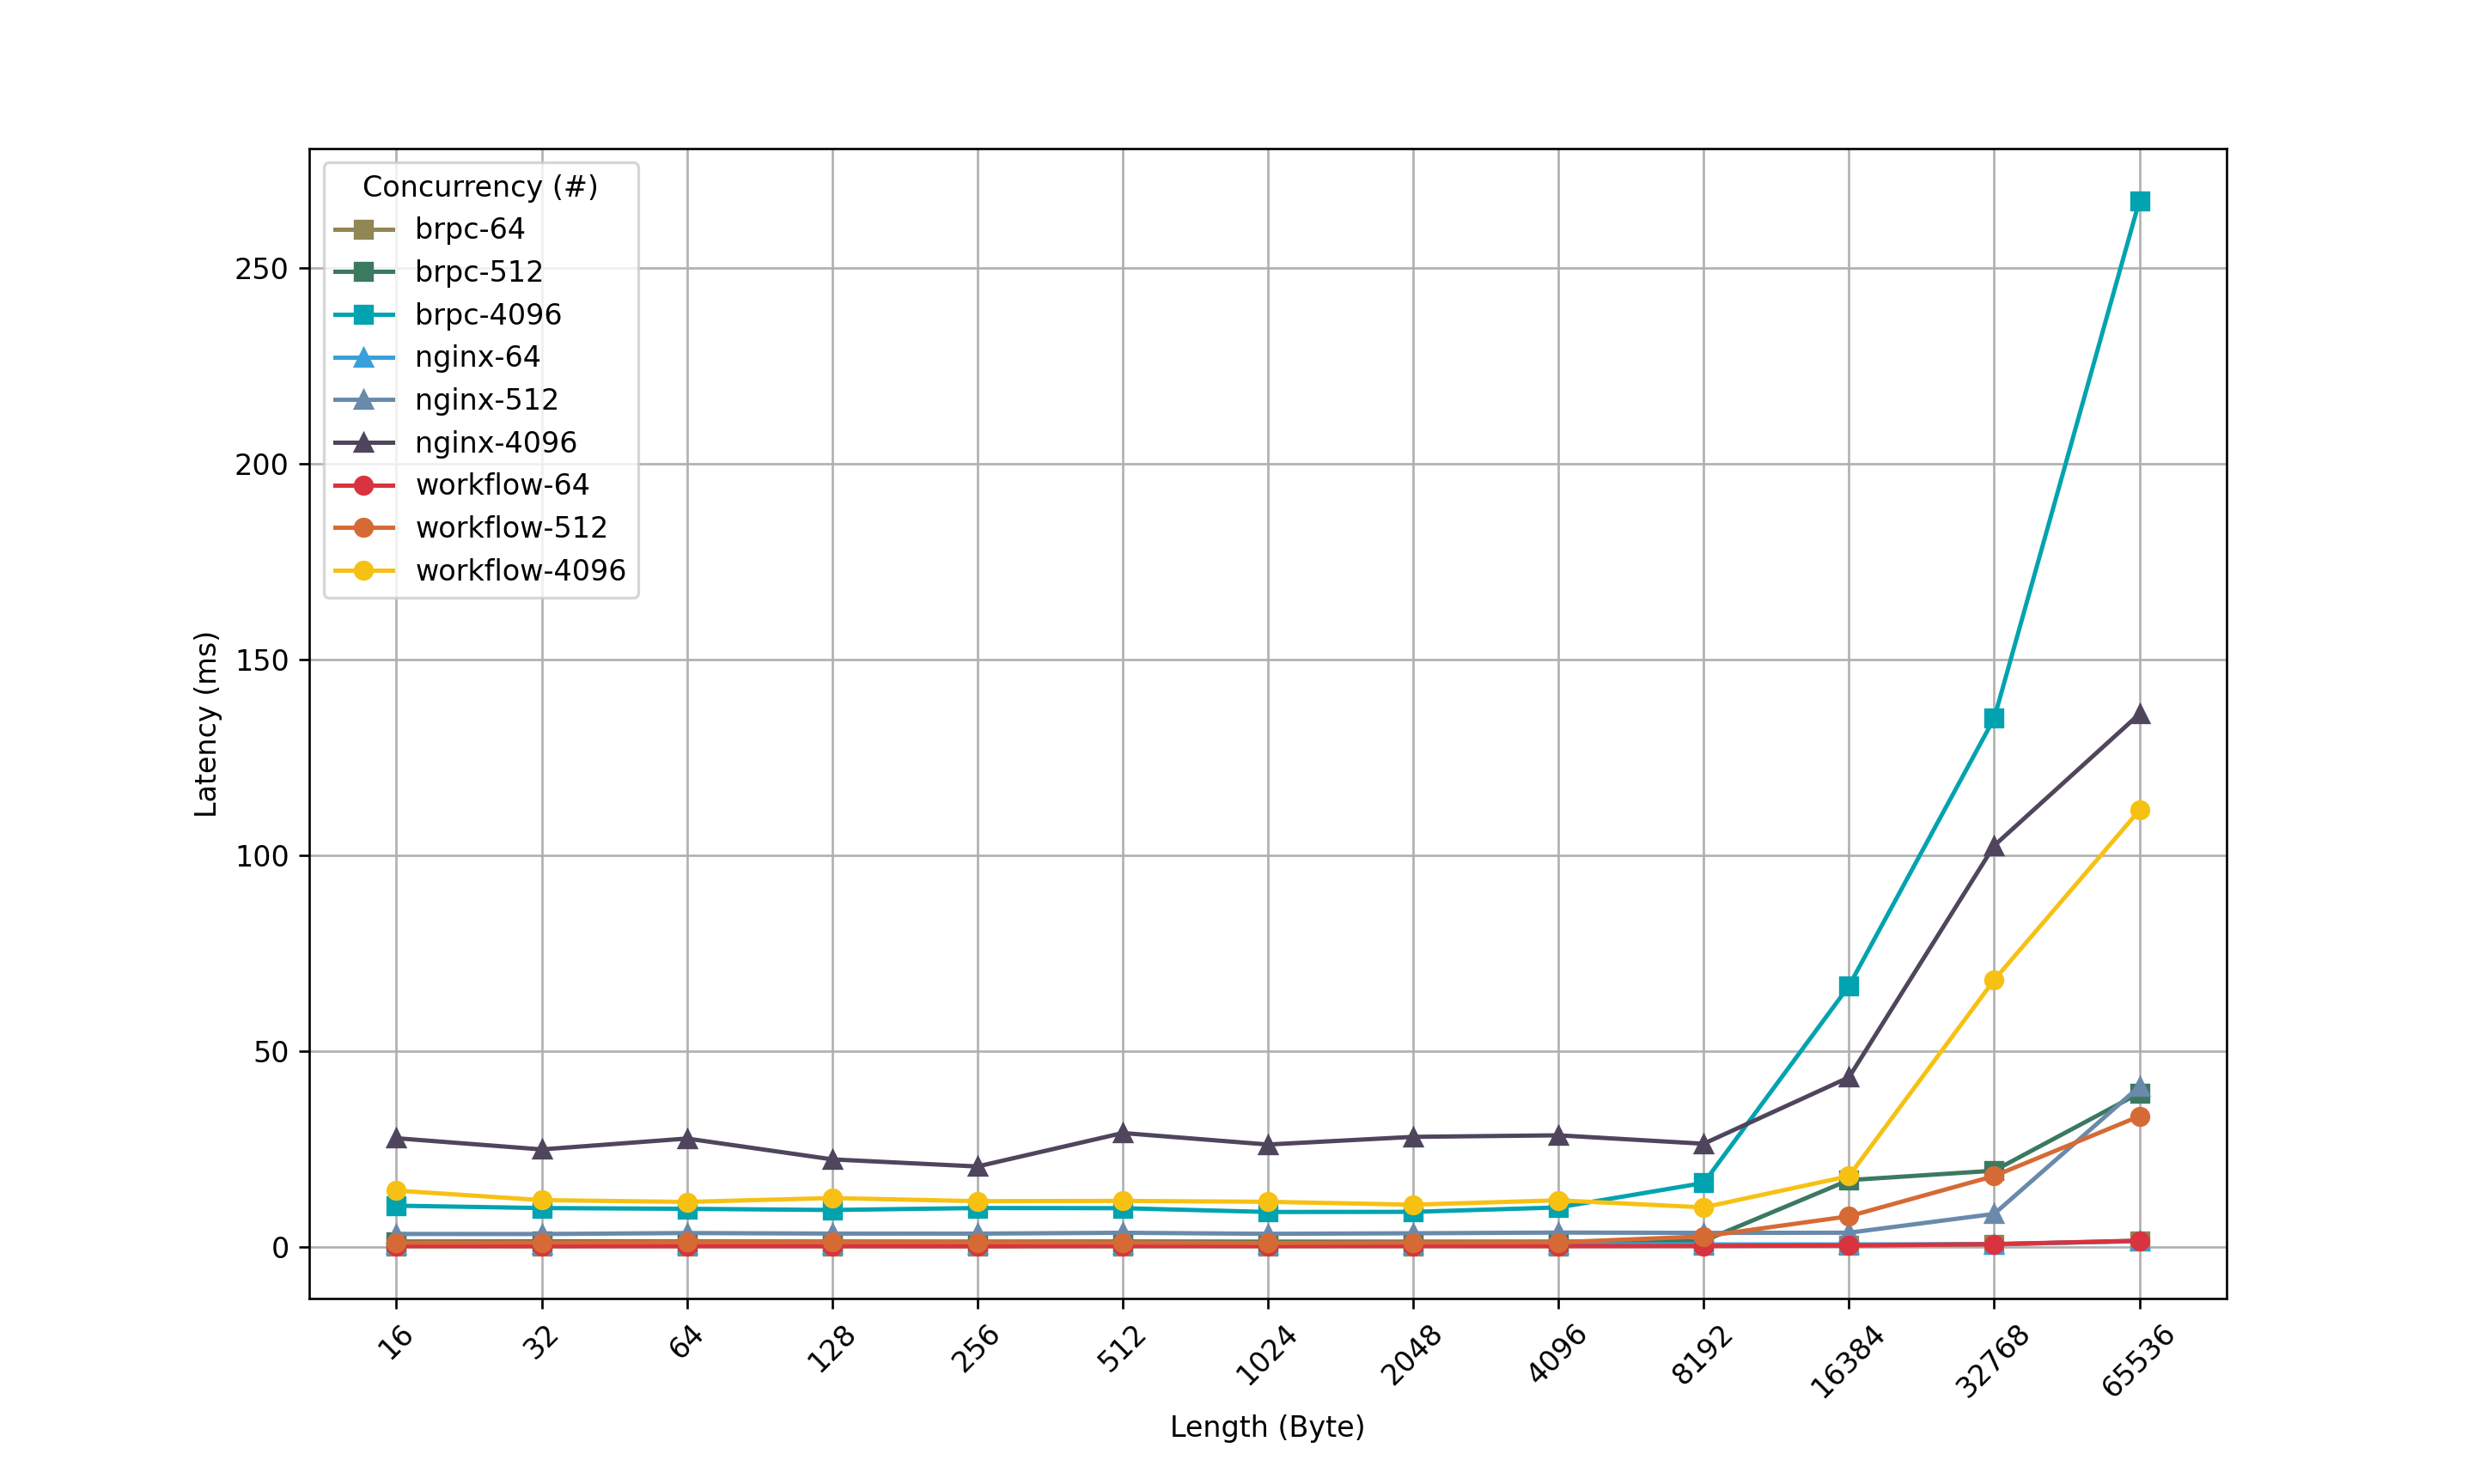 Concurrency (#)
brpc-64
brpc-512
brpc-4096
nginx-64
nginx-512
nginx-4096
workflow-64
workflow-512
workflow-4096
250
200
150
100
50
0
Latency (ms)
16
32
64
128
256
512
1024
2048
4096
8192
16384
32768
65536
Length (Byte)